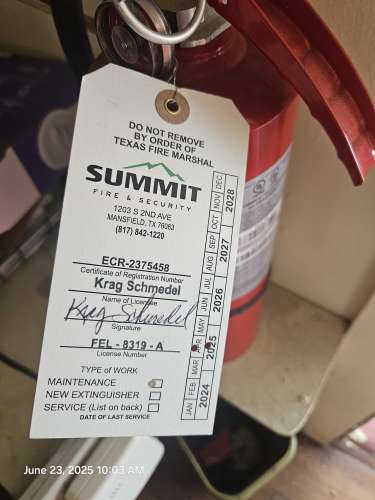 DO NOT REMOVE
BY ORDER OF
TEXAS FIRE MARSHAL
SUMMIT
FIRE & SECURITY
1203 S 2ND AVE
MANSFIELD, TX 76063
(817) 842-1220
ECR-2375458
Certificate of Registration Number
Krag Schmedel
Name of Licensee
Krag Schmedel
Signature
FEL - 8319 - A
License Number
TYPE OF WORK
MAINTENANCE
NEW EXTINGUISHER
SERVICE (List on back)
DATE OF LAST SERVICE
JAN FEB MAR APR MAY JUN JUL AUG SEP OCT NOV DEC
2024 2025 2026 2027 2028
June 23, 2025 10:03 AM